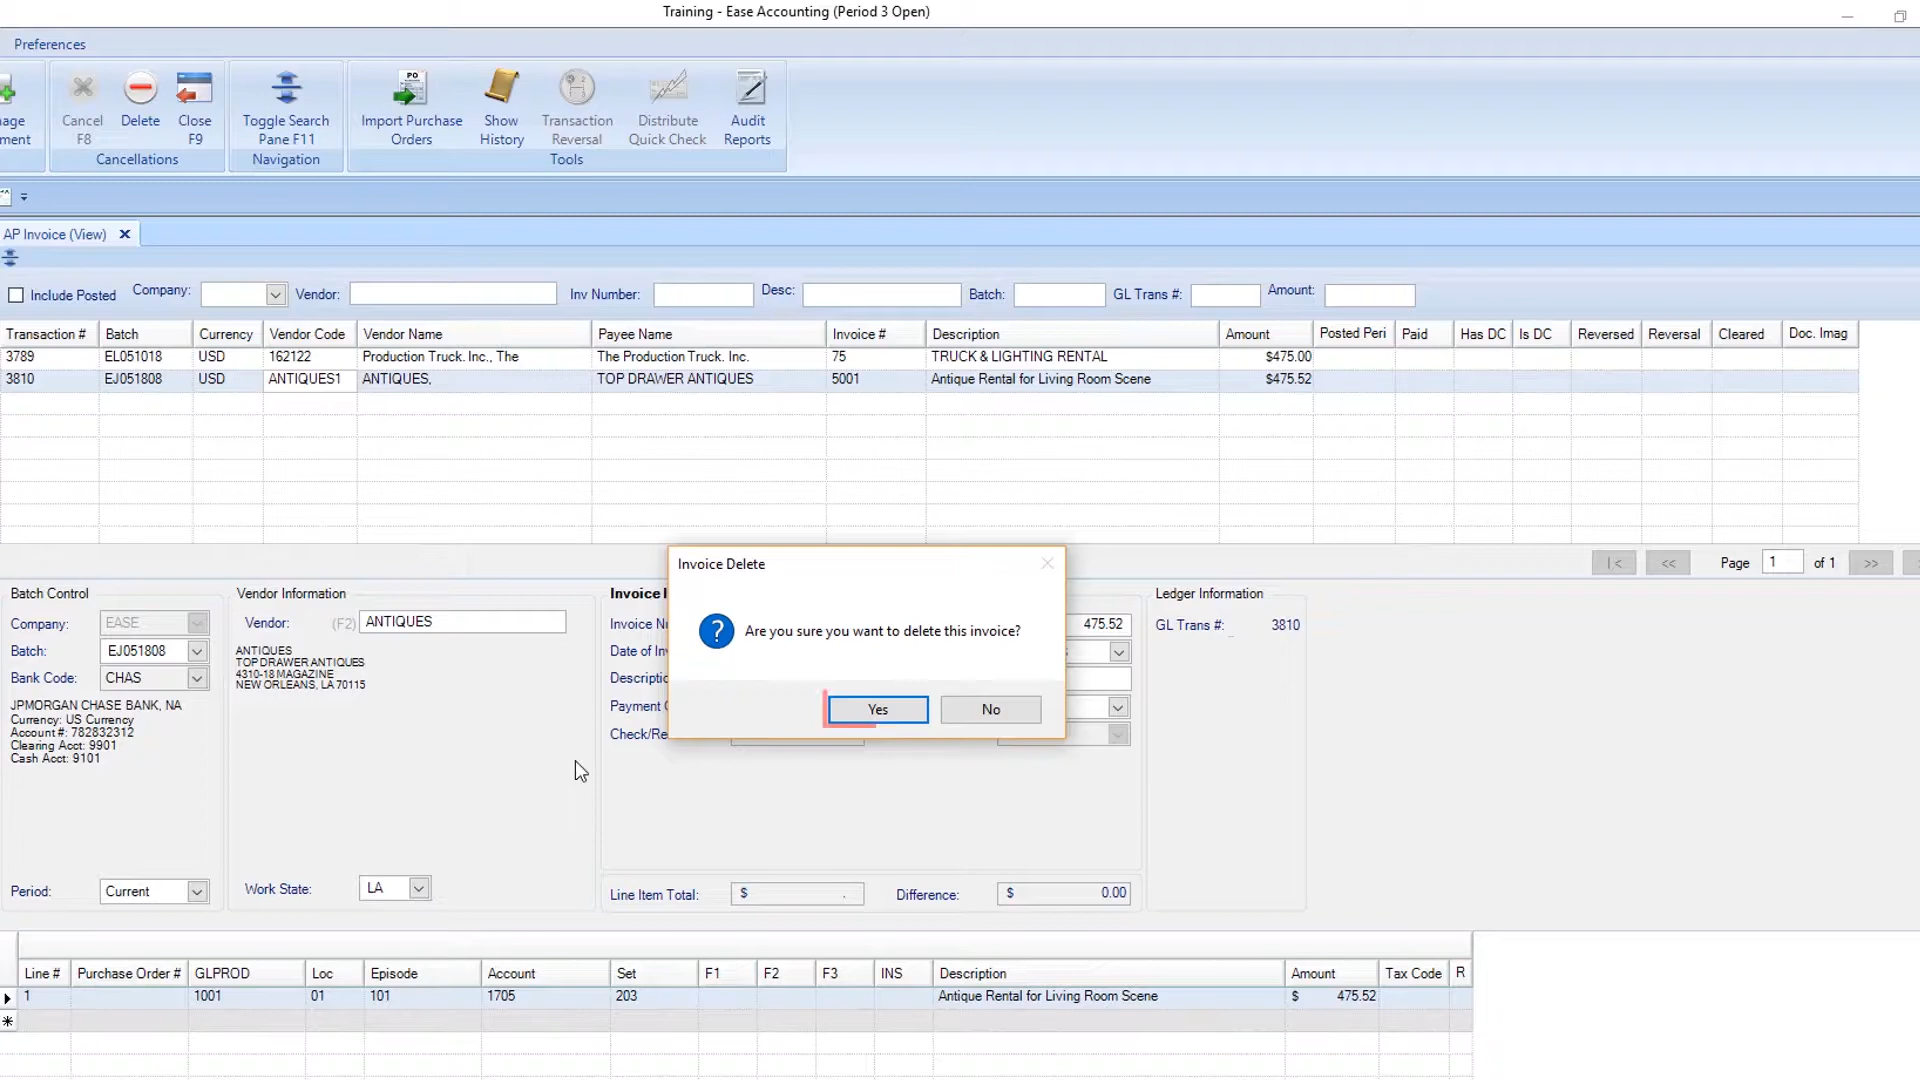 Training - Ease Accounting (Period 3 Open)
Preferences
Cancel F8
Delete
Close F9
Toggle Search Pane F11
Import Purchase Orders
Show History
Transaction Reversal
Distribute Quick Check
Audit Reports
Cancellations
Navigation
Tools
AP Invoice (View)
Include Posted Company: Vendor: Inv Number: Desc: Batch: GL Trans #: Amount:
Transaction # Batch Currency Vendor Code Vendor Name Payee Name Invoice # Description Amount Posted Peri Paid Has DC Is DC Reversed Reversal Cleared Doc. Imag
3789 EL051018 USD 162122 Production Truck. Inc., The The Production Truck. Inc. 75 TRUCK & LIGHTING RENTAL $475.00
3810 EJ051808 USD ANTIQUES1 ANTIQUES, TOP DRAWER ANTIQUES 5001 Antique Rental for Living Room Scene $475.52
|< << Page 1 of 1 >>
Invoice Delete
Are you sure you want to delete this invoice?
Yes No
Batch Control
Company: EASE
Batch: EJ051808
Bank Code: CHAS
JPMORGAN CHASE BANK, NA
Currency: US Currency
Account #: 782832312
Clearing Acct: 9901
Cash Acct: 9101
Period: Current
Vendor Information
Vendor: (F2) ANTIQUES
ANTIQUES
TOP DRAWER ANTIQUES
4310-18 MAGAZINE
NEW ORLEANS, LA 70115
Work State: LA
475.52
Line Item Total: $ Difference: $ 0.00
Ledger Information
GL Trans #: 3810
Line # Purchase Order # GLPROD Loc Episode Account Set F1 F2 F3 INS Description Amount Tax Code R
1 1001 01 101 1705 203 Antique Rental for Living Room Scene $ 475.52